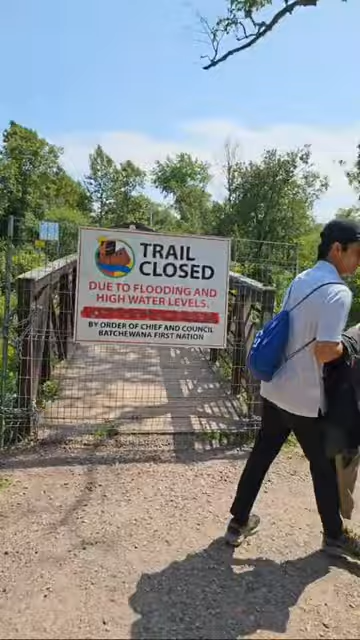 TRAIL
CLOSED
DUE TO FLOODING AND
HIGH WATER LEVELS.
BY ORDER OF CHIEF AND COUNCIL
BATCHEWANA FIRST NATION